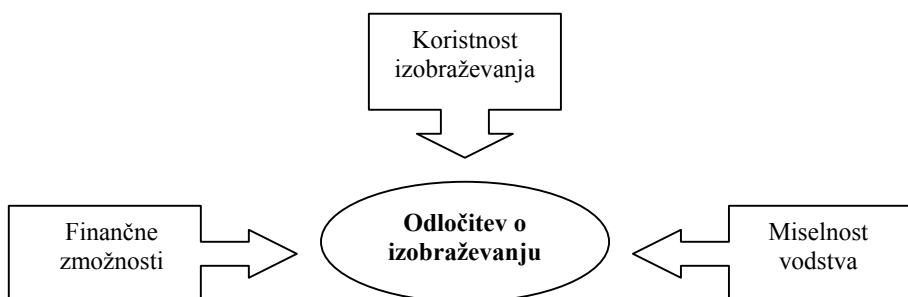 Koristnost
izobraževanja
Finančne
zmožnosti
Odločitev o
izobraževanju
Miselnost
vodstva